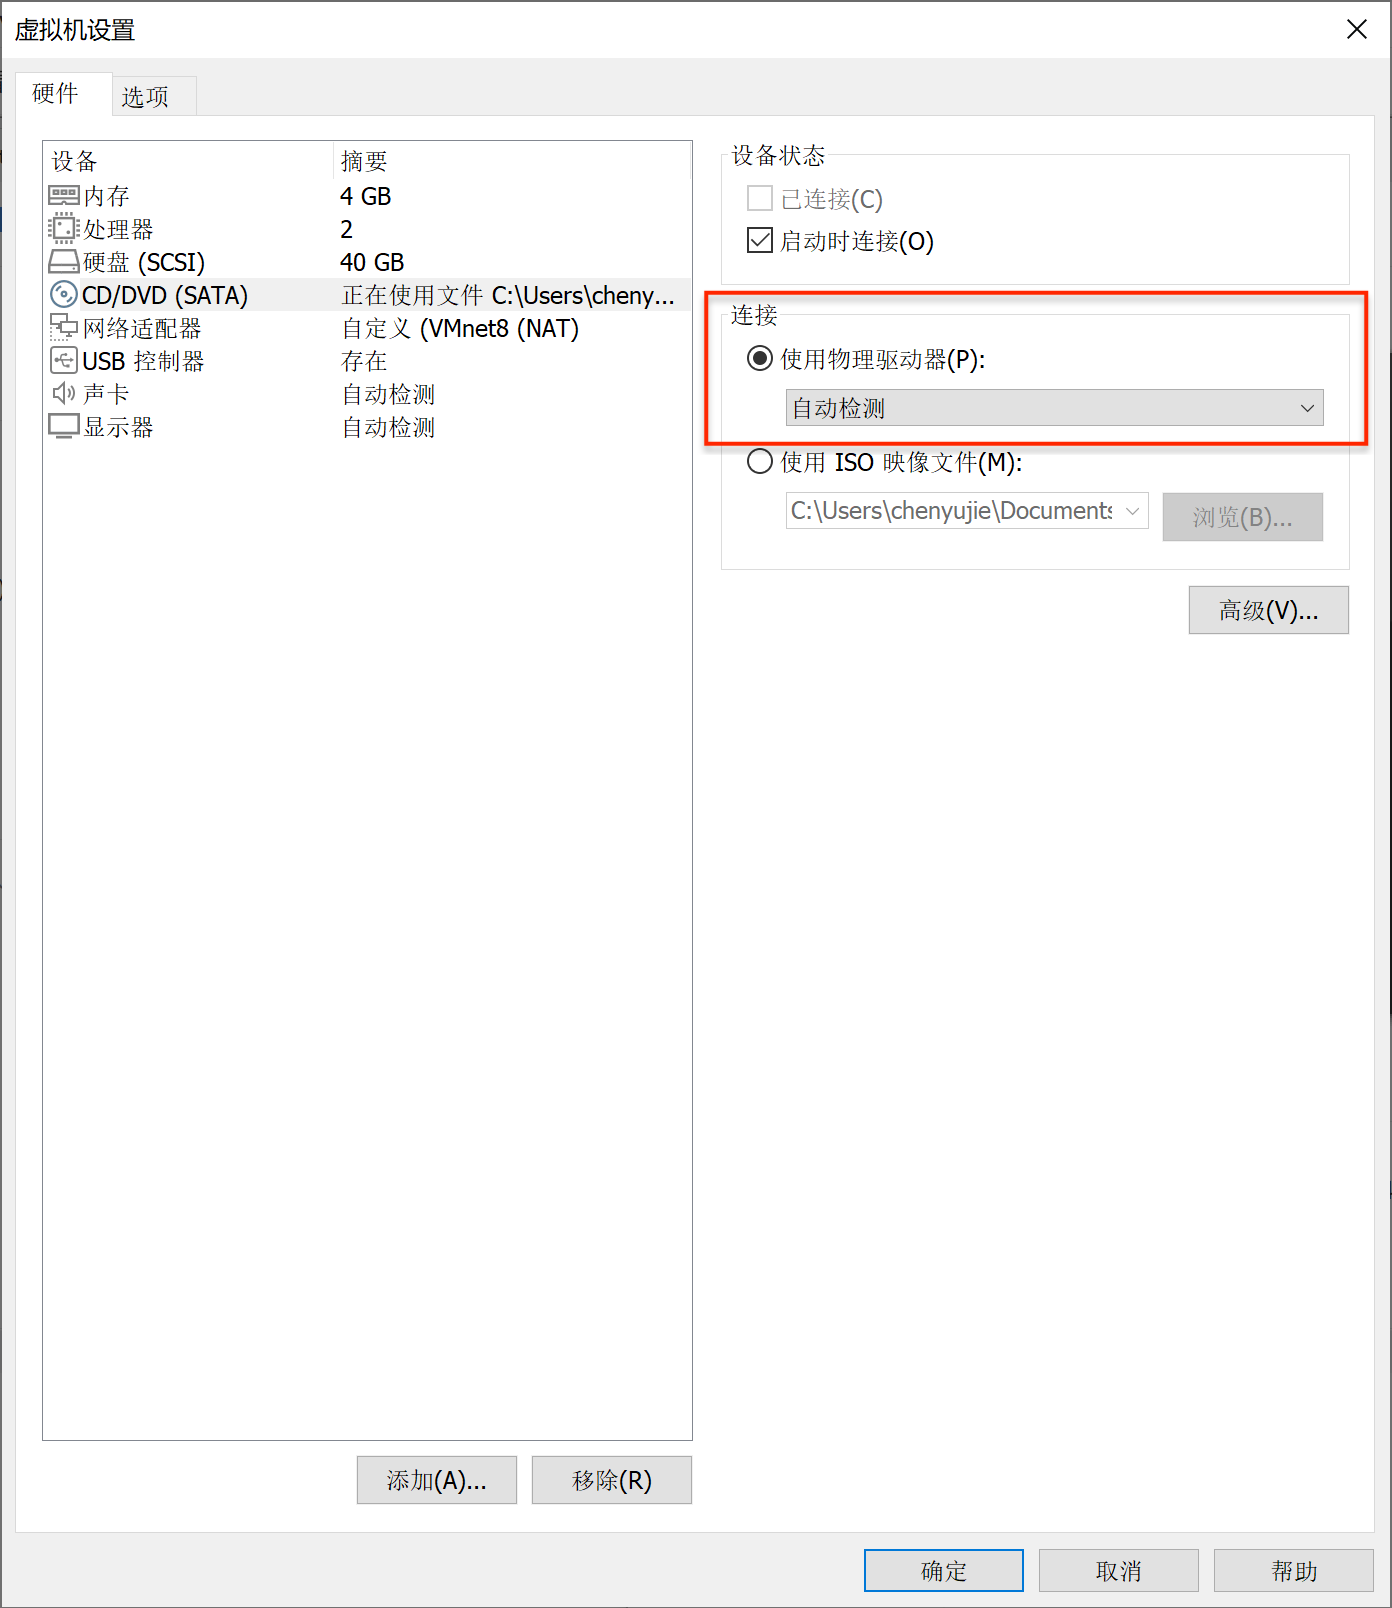 虚拟机设置
硬件
选项
设备 摘要
内存 4 GB
处理器 2
硬盘 (SCSI) 40 GB
CD/DVD (SATA) 正在使用文件 C:\Users\cheny...
网络适配器 自定义 (VMnet8 (NAT)
USB 控制器 存在
声卡 自动检测
显示器 自动检测
添加(A)...
移除(R)
设备状态
已连接(C)
启动时连接(O)
连接
使用物理驱动器(P):
自动检测
使用 ISO 映像文件(M):
C:\Users\chenyujie\Documents
浏览(B)...
高级(V)...
确定
取消
帮助